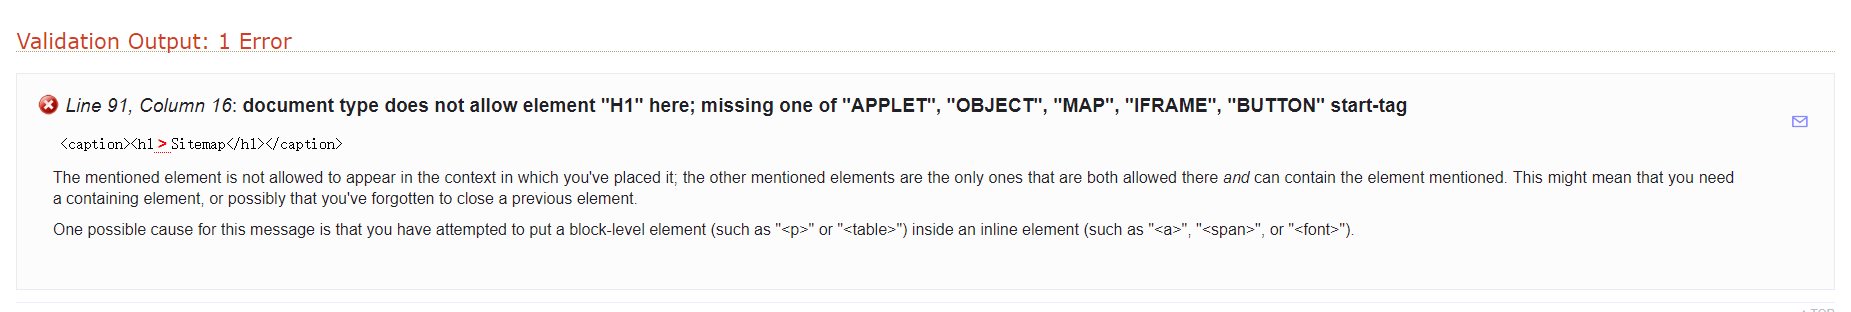 Validation Output: 1 Error
Line 91, Column 16: document type does not allow element "H1" here; missing one of "APPLET", "OBJECT", "MAP", "IFRAME", "BUTTON" start-tag
<caption><h1>Sitemap</h1></caption>
The mentioned element is not allowed to appear in the context in which you've placed it; the other mentioned elements are the only ones that are both allowed there and can contain the element mentioned. This might mean that you need
a containing element, or possibly that you've forgotten to close a previous element.
One possible cause for this message is that you have attempted to put a block-level element (such as "<p>" or "<table>") inside an inline element (such as "<a>", "<span>", or "<font>").